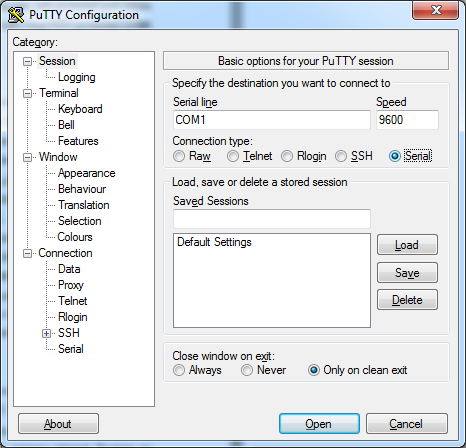 PuTTY Configuration
Category:
Session
Logging
Terminal
Keyboard
Bell
Features
Window
Appearance
Behaviour
Translation
Selection
Colours
Connection
Data
Proxy
Telnet
Rlogin
SSH
Serial
Basic options for your PuTTY session
Specify the destination you want to connect to
Serial line Speed
COM1 9600
Connection type:
Raw Telnet Rlogin SSH Serial
Load, save or delete a stored session
Saved Sessions
Default Settings
Load
Save
Delete
Close window on exit:
Always Never Only on clean exit
About Open Cancel